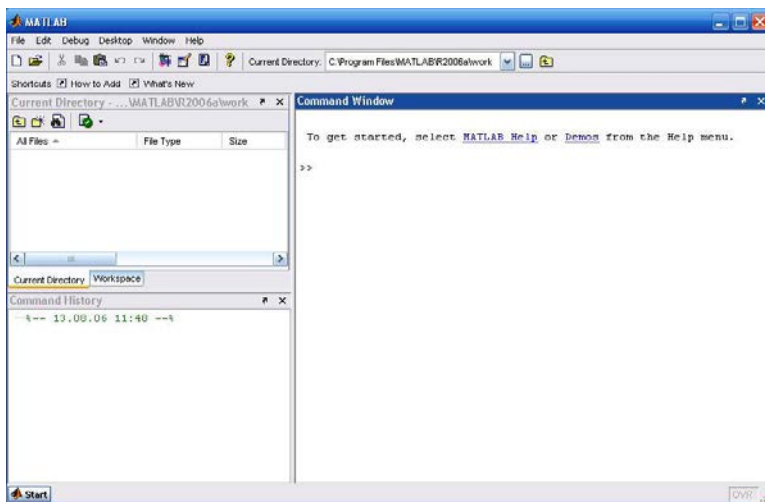 MATLAB
File Edit Debug Desktop Window Help
Current Directory: C:\Program Files\MATLAB\R2006a\work
Shortcuts How to Add What's New
Current Directory - ...\MATLAB\R2006a\work
All Files File Type Size
Current Directory Workspace
Command History
%-- 13.08.06 11:40 --%
Command Window
To get started, select MATLAB Help or Demos from the Help menu.
>>
Start
OVR